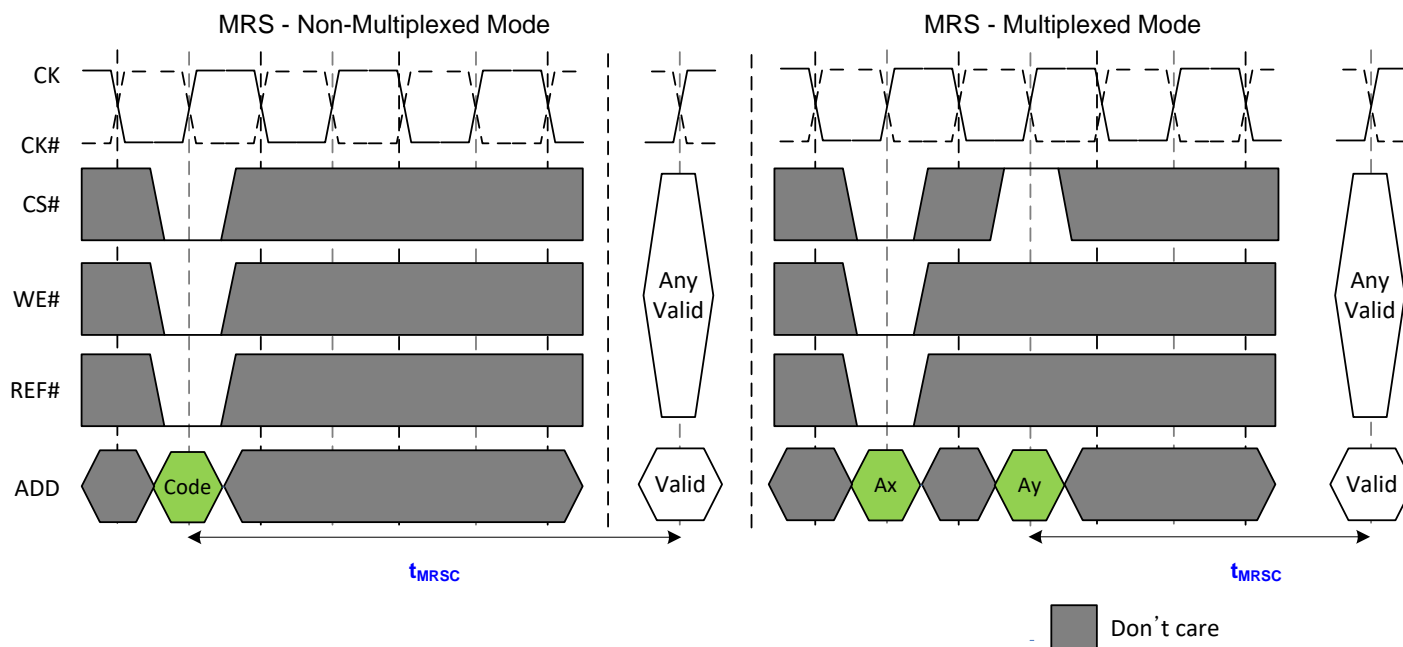 MRS - Non-Multiplexed Mode
MRS - Multiplexed Mode
CK
CK#
CS#
WE#
REF#
ADD
Any
Valid
Any
Valid
Code
Valid
Ax
Ay
Valid
tMRSC
tMRSC
Don't care